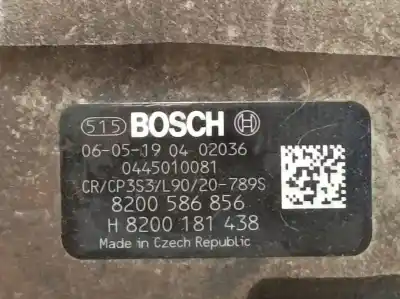 515 BOSCH
06-05-19 04 02036
0445010081
CR/CP3S3/L90/20-789S
8200 586 856
H 8200 181 438
Made in Czech Republic